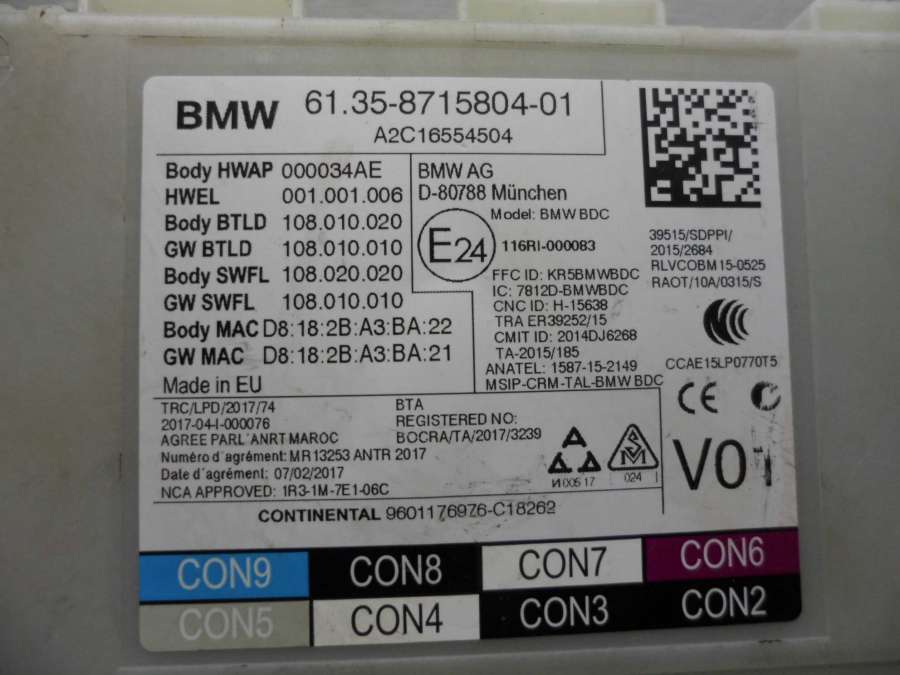 BMW 61.35-8715804-01
A2C16554504
Body HWAP 000034AE
HWEL 001.001.006
Body BTLD 108.010.020
GW BTLD 108.010.010
Body SWFL 108.020.020
GW SWFL 108.010.010
Body MAC D8:18:2B:A3:BA:22
GW MAC D8:18:2B:A3:BA:21
Made in EU
BMW AG
D-80788 München
Model: BMW BDC
E24
116RI-000083
FFC ID: KR5BMWBDC
IC: 7812D-BMWBDC
CNC ID: H-15638
TRA ER39252/15
CMIT ID: 2014DJ6268
TA-2015/185
ANATEL: 1587-15-2149
MSIP-CRM-TAL-BMW BDC
39515/SDPPI/
2015/2684
RLVCOBM15-0525
RAOT/10A/0315/S
CCAE15LP0770T5
CE
V01
TRC/LPD/2017/74
2017-04-I-000076
AGREE PARL'ANRT MAROC
Numéro d'agrément: MR13253 ANTR 2017
Date d'agrément: 07/02/2017
NCA APPROVED: 1R3-1M-7E1-06C
BTA
REGISTERED NO:
BOCRA/TA/2017/3239
И005 17
024
CONTINENTAL 9601176976-C18262
CON9 CON8 CON7 CON6
CON5 CON4 CON3 CON2